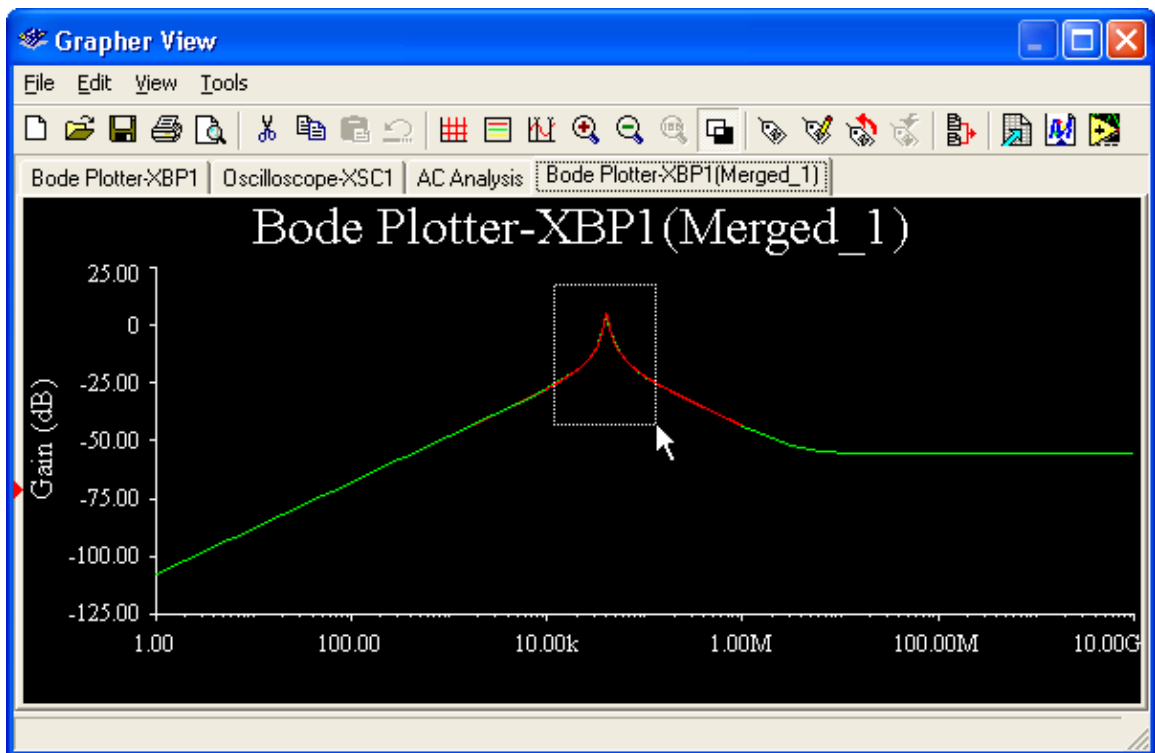 Grapher View
File Edit View Tools
Bode Plotter-XBP1 Oscilloscope-XSC1 AC Analysis Bode Plotter-XBP1(Merged_1)
Bode Plotter-XBP1(Merged_1)
Gain (dB)
25.00
0
-25.00
-50.00
-75.00
-100.00
-125.00
1.00 100.00 10.00k 1.00M 100.00M 10.00G